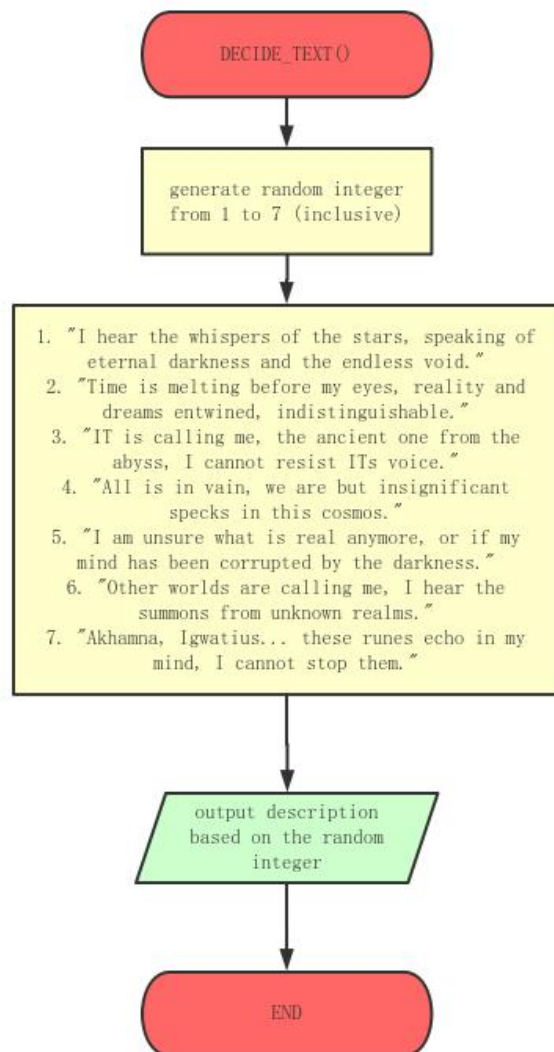 DECIDE_TEXT()
generate random integer
from 1 to 7 (inclusive)
1. "I hear the whispers of the stars, speaking of
eternal darkness and the endless void."
2. "Time is melting before my eyes, reality and
dreams entwined, indistinguishable."
3. "IT is calling me, the ancient one from the
abyss, I cannot resist ITs voice."
4. "All is in vain, we are but insignificant
specks in this cosmos."
5. "I am unsure what is real anymore, or if my
mind has been corrupted by the darkness."
6. "Other worlds are calling me, I hear the
summons from unknown realms."
7. "Akhamna, Igwatius... these runes echo in my
mind, I cannot stop them."
output description
based on the random
integer
END